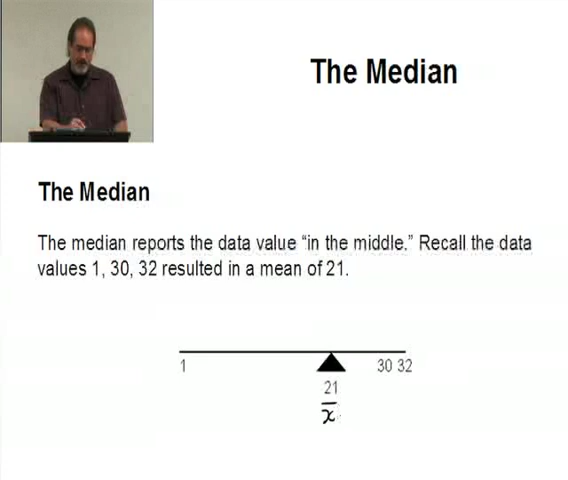 The Median
The Median
The median reports the data value “in the middle.” Recall the data
values 1, 30, 32 resulted in a mean of 21.
1 30 32
21
x̄